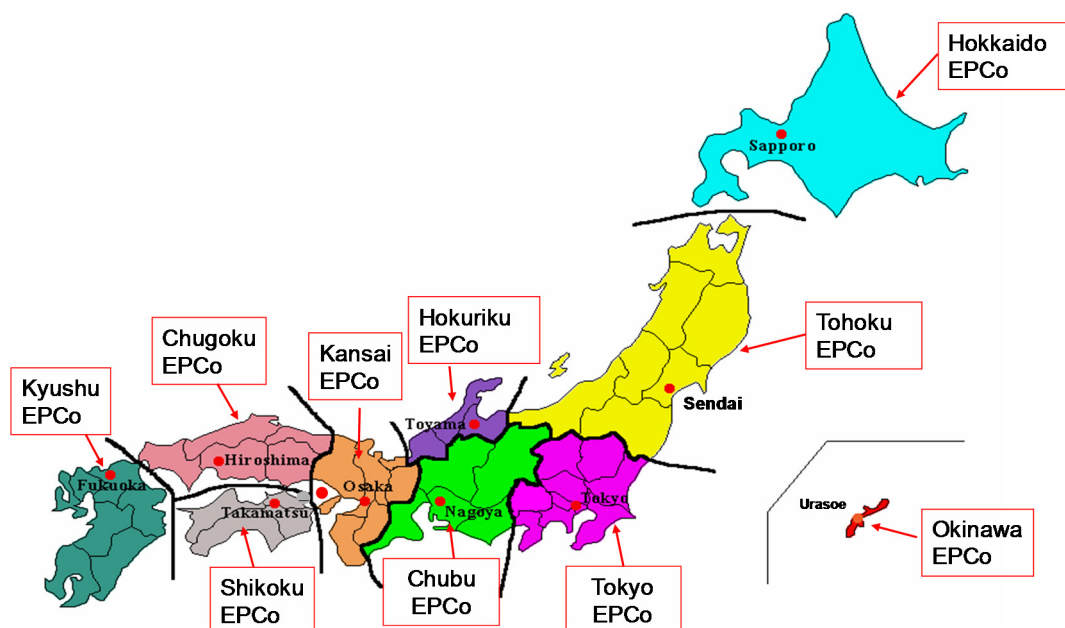 Hokkaido
EPCo
Sapporo
Hokuriku
EPCo
Tohoku
EPCo
Chugoku
EPCo
Kansai
EPCo
Kyushu
EPCo
Sendai
Toyama
Hiroshima
Fukuoka
Osaka
Takamatsu
Nagoya
Tokyo
Urasoe
Okinawa
EPCo
Shikoku
EPCo
Chubu
EPCo
Tokyo
EPCo